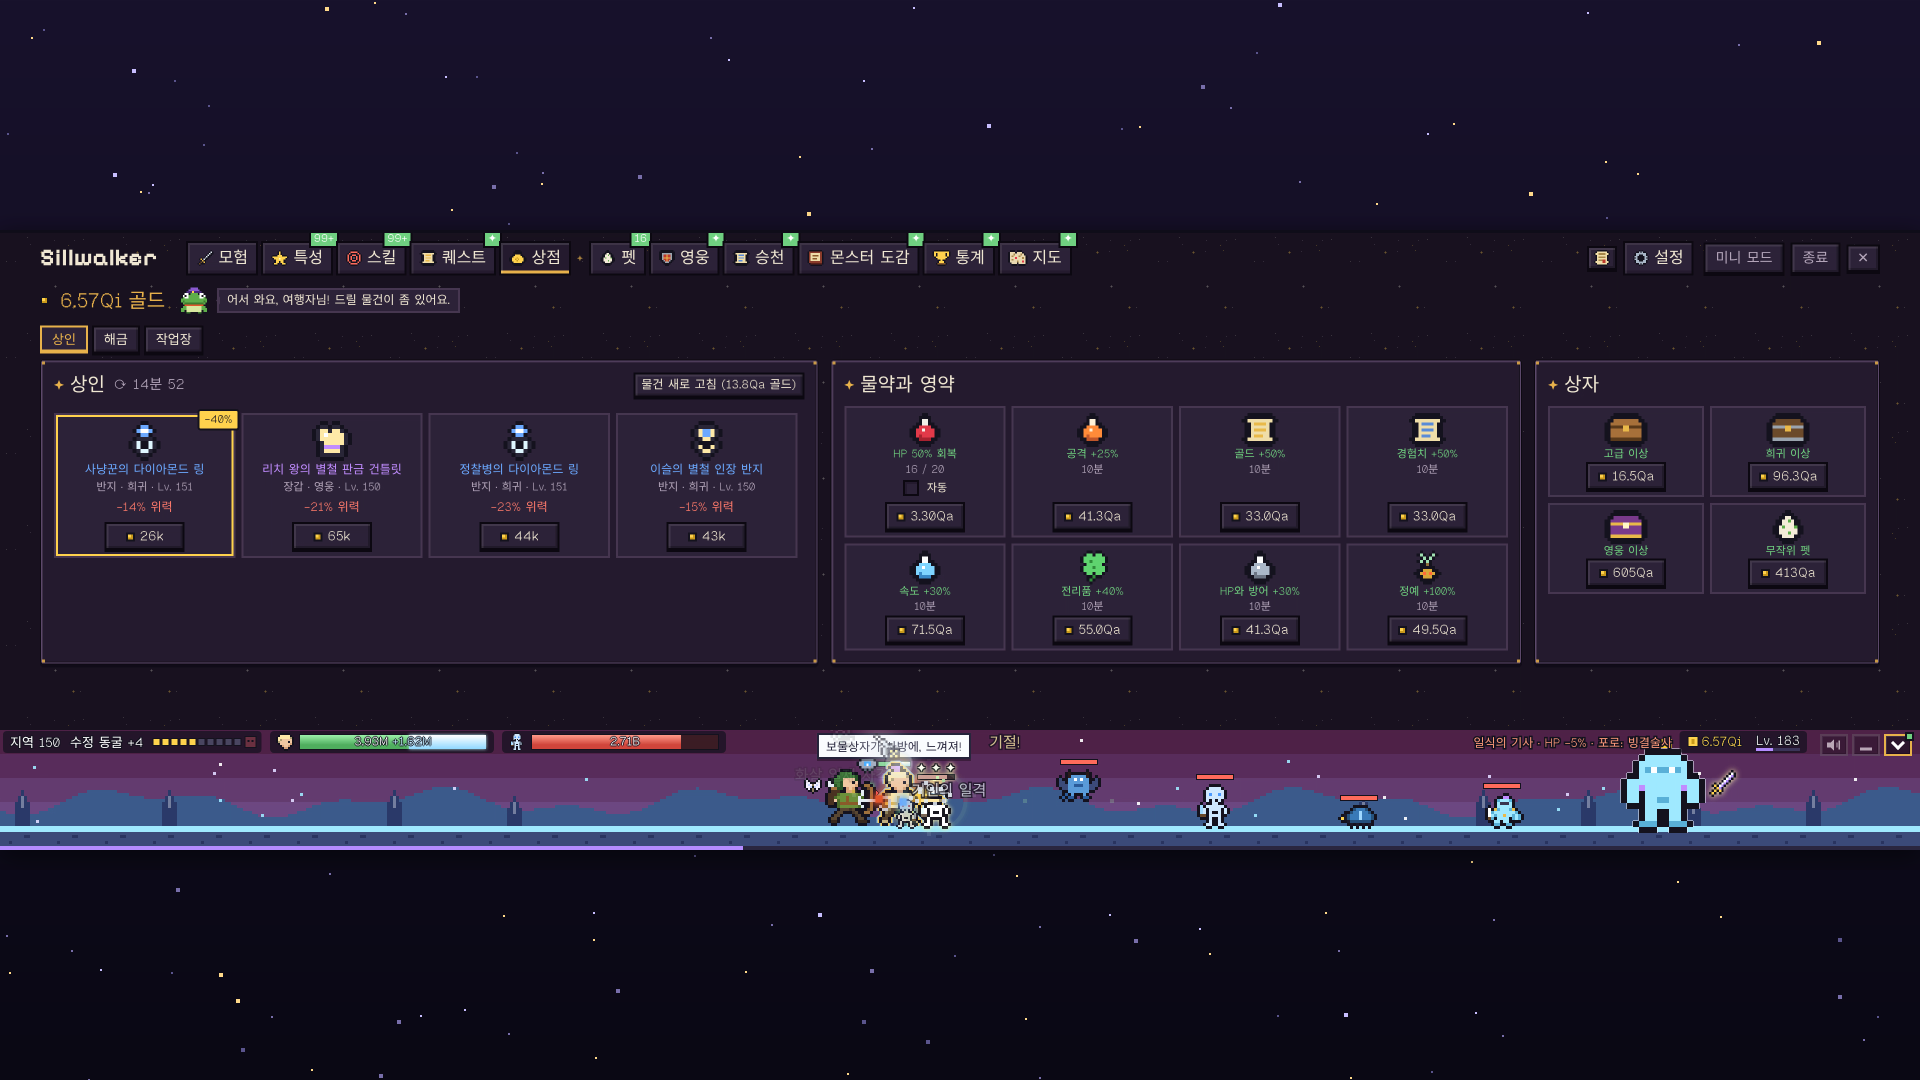 99+
99+
16
Sillwalker
모험
특성
스킬
퀘스트
상점
펫
영웅
승천
몬스터 도감
통계
지도
설정
미니 모드
종료
×
6.57Qi 골드
어서 와요, 여행자님! 드릴 물건이 좀 있어요.
상인
해금
작업장
상인
14분 52
물건 새로 고침 (13.8Qa 골드)
-40%
사냥꾼의 다이아몬드 링
반지 · 희귀 · Lv. 151
-14% 위력
26k
리치 왕의 별철 판금 건틀릿
장갑 · 영웅 · Lv. 150
-21% 위력
65k
정찰병의 다이아몬드 링
반지 · 희귀 · Lv. 151
-23% 위력
44k
이슬의 별철 인장 반지
반지 · 희귀 · Lv. 150
-15% 위력
43k
물약과 영약
HP 50% 회복
16 / 20
자동
3.30Qa
공격 +25%
10분
41.3Qa
골드 +50%
10분
33.0Qa
경험치 +50%
10분
33.0Qa
속도 +30%
10분
71.5Qa
전리품 +40%
10분
55.0Qa
HP와 방어 +30%
10분
41.3Qa
정예 +100%
10분
49.5Qa
상자
고급 이상
16.5Qa
희귀 이상
96.3Qa
영웅 이상
605Qa
무작위 펫
413Qa
지역 150 수정 동굴 +4
3.93M +1.62M
2.71B
기절!
일식의 기사 · HP -5% · 포로: 빙결술사
6.57Qi
Lv. 183
일격